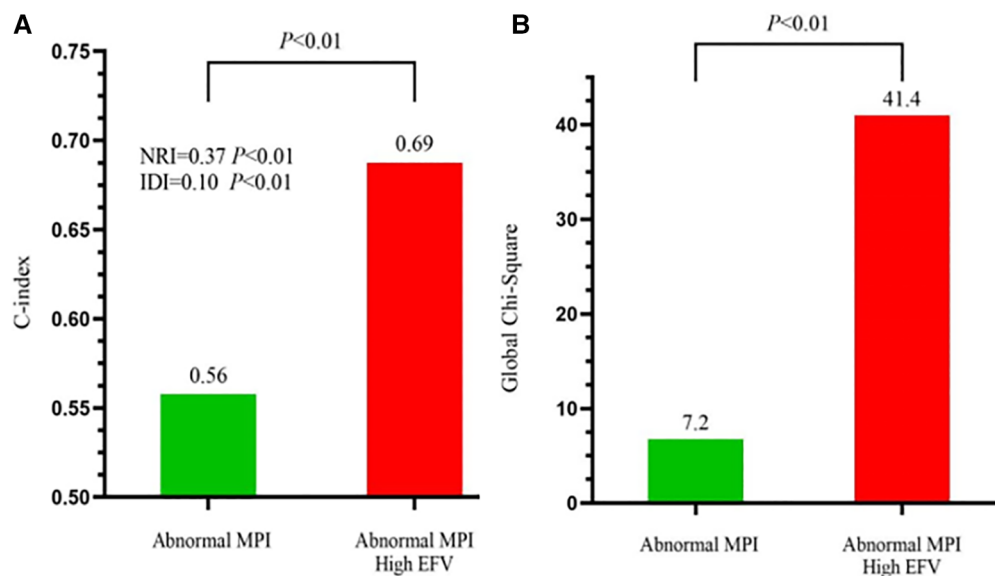 A
P<0.01
C-index
0.75
0.70
0.65
0.60
0.55
0.50
NRI=0.37 P<0.01
IDI=0.10 P<0.01
0.56
0.69
Abnormal MPI
Abnormal MPI
High EFV
B
P<0.01
Global Chi-Square
40
30
20
10
0
7.2
41.4
Abnormal MPI
Abnormal MPI
High EFV